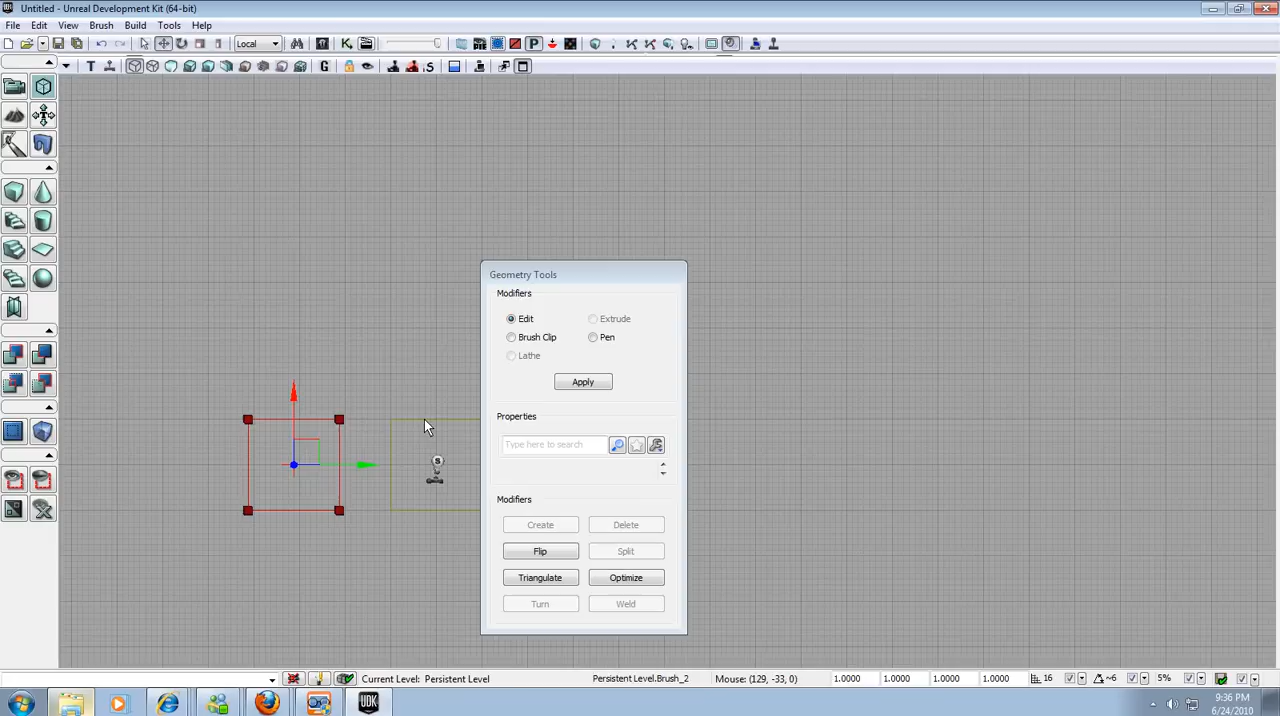 Untitled - Unreal Development Kit (64-bit)
File Edit View Brush Build Tools Help
Local
T G S
Geometry Tools
Modifiers
Edit Extrude
Brush Clip Pen
Lathe
Apply
Properties
Type here to search
S
Modifiers
Create Delete
Flip Split
Triangulate Optimize
Turn Weld
Current Level: Persistent Level Persistent Level.Brush_2 Mouse: (129, -33, 0) 1.0000 1.0000 1.0000 1.0000 16 ~6 5%
UDK
9:36 PM
6/24/2010